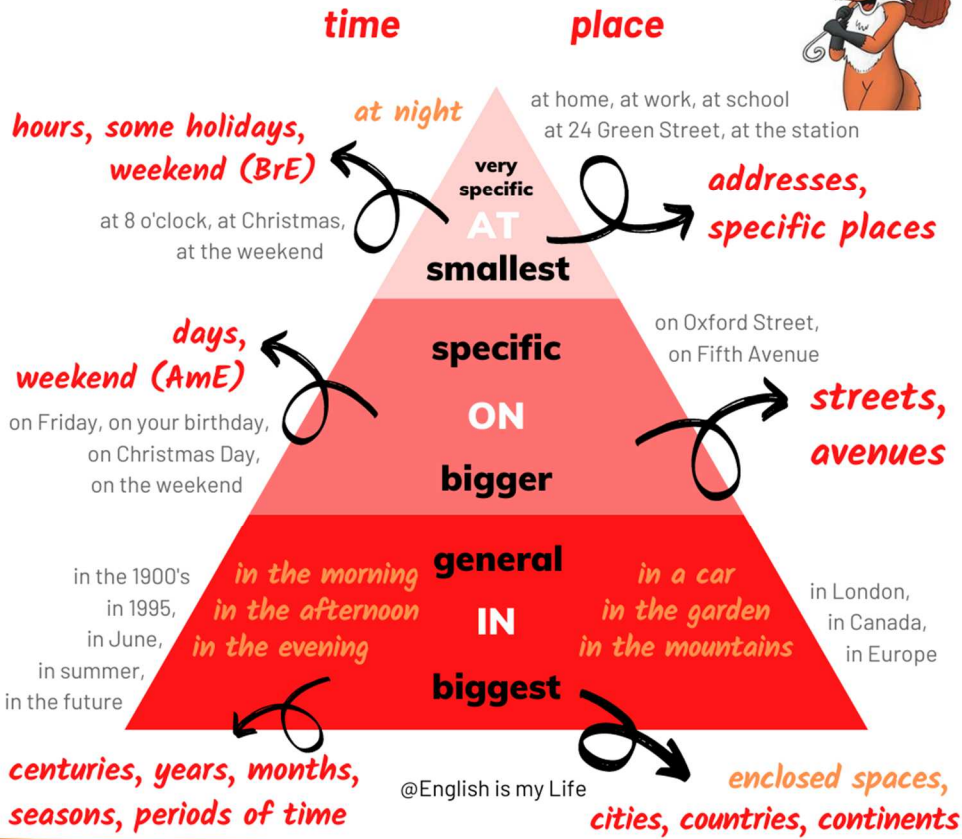 time
place
at night
hours, some holidays,
weekend (BrE)
at 8 o'clock, at Christmas,
at the weekend
very
specific
AT
smallest
at home, at work, at school
at 24 Green Street, at the station
addresses,
specific places
days,
weekend (AmE)
on Friday, on your birthday,
on Christmas Day,
on the weekend
specific
ON
bigger
on Oxford Street,
on Fifth Avenue
streets,
avenues
in the 1900's
in 1995,
in June,
in summer,
in the future
in the morning
in the afternoon
in the evening
general
IN
biggest
in a car
in the garden
in the mountains
in London,
in Canada,
in Europe
centuries, years, months,
seasons, periods of time
@English is my Life
enclosed spaces,
cities, countries, continents